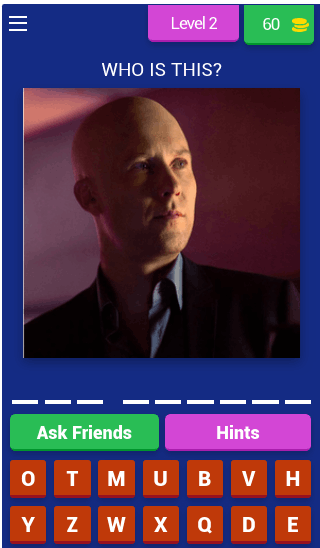 Level 2
60
WHO IS THIS?
Ask Friends
Hints
O T M U B V H
Y Z W X Q D E